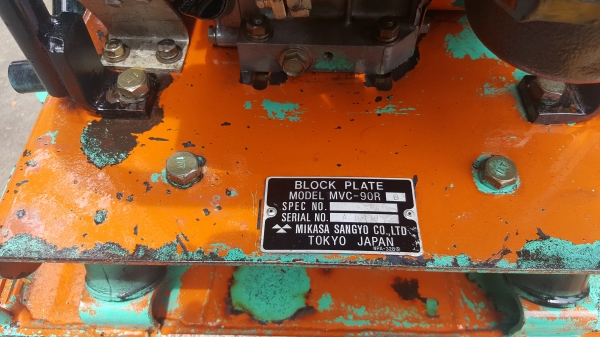 BLOCK PLATE
MODEL MVC-90R B
SPEC NO.
SERIAL NO.
MIKASA SANGYO CO.,LTD
TOKYO JAPAN